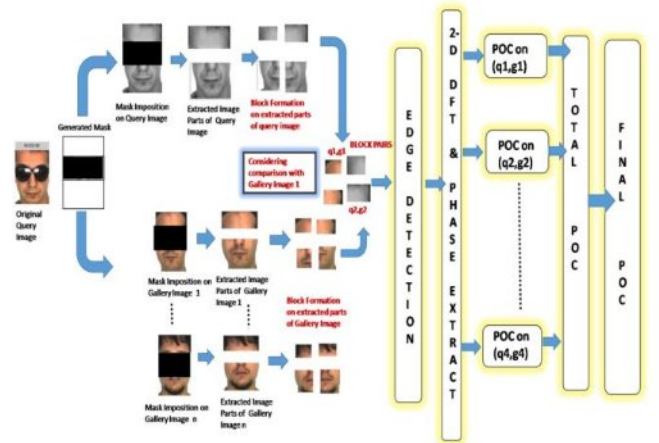 Generated Mask
Original
Query
Image
Mask Imposition
on Query Image
Extracted Image
Parts of Query
Image
Block Formation
on extracted parts
of query image
Considering
comparison with
Gallery Image 1
q1,g1
BLOCK PAIRS
q2,g2
Mask Imposition on
Gallery Image 1
Extracted Image
Parts of Gallery
Image 1
Block Formation
on extracted parts
of Gallery Image
Mask Imposition on
Gallery Image n
Extracted Image
Parts of Gallery
Image n
EDGE DETECTION
2-D DFT & PHASE EXTRACT
POC on
(q1,g1)
POC on
(q2,g2)
POC on
(q4,g4)
TOTAL POC
FINAL POC